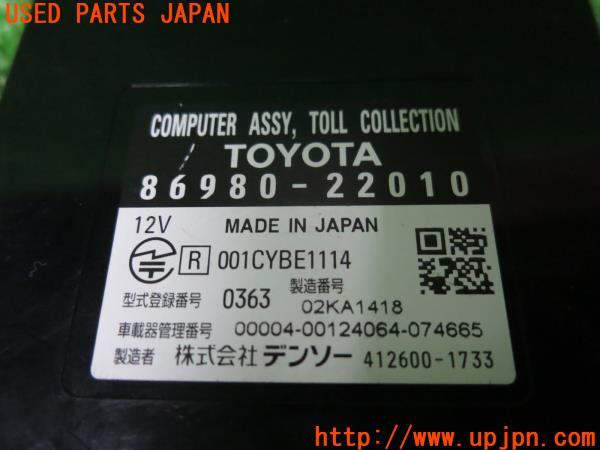 USED PARTS JAPAN
COMPUTER ASSY, TOLL COLLECTION
TOYOTA
86980-22010
12V MADE IN JAPAN
R 001CYBE1114
型式登録番号 0363 製造番号 02KA1418
車載器管理番号 00004-00124064-074665
製造者 株式会社デンソー 412600-1733
http://www.upjpn.com